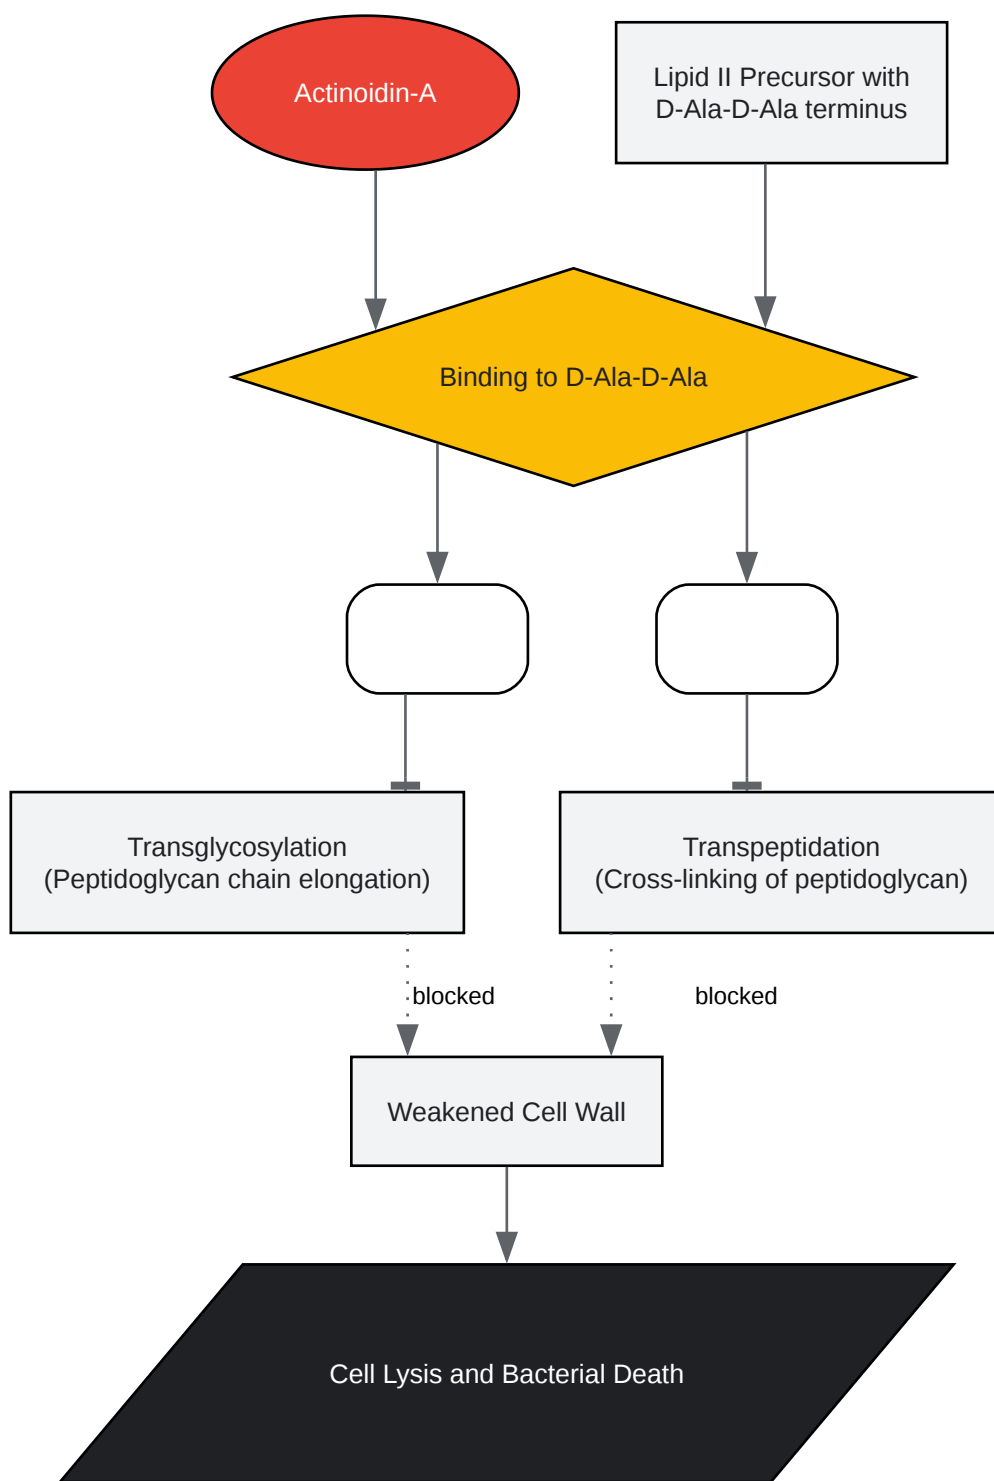 Actinoidin-A
Lipid II Precursor with
D-Ala-D-Ala terminus
Binding to D-Ala-D-Ala
Transglycosylation
(Peptidoglycan chain elongation)
Transpeptidation
(Cross-linking of peptidoglycan)
blocked
blocked
Weakened Cell Wall
Cell Lysis and Bacterial Death